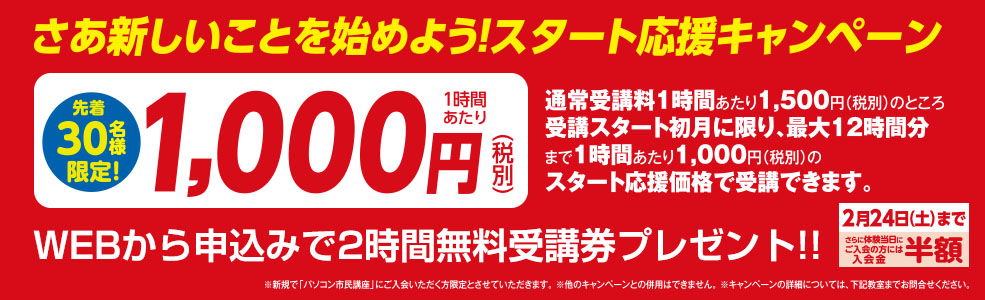 さあ新しいことを始めよう!スタート応援キャンペーン
先着
30名様
限定!
1,000円
1時間
あたり
(税別)
通常受講料1時間あたり1,500円(税別)のところ
受講スタート初月に限り、最大12時間分
まで1時間あたり1,000円(税別)の
スタート応援価格で受講できます。
WEBから申込みで2時間無料受講券プレゼント!!
2月24日(土)まで
さらに体験当日に
ご入会の方には
入会金
半額
※新規で「パソコン市民講座」にご入会いただく方限定とさせていただきます。※他のキャンペーンとの併用はできません。※キャンペーンの詳細については、下記教室までお問合せください。